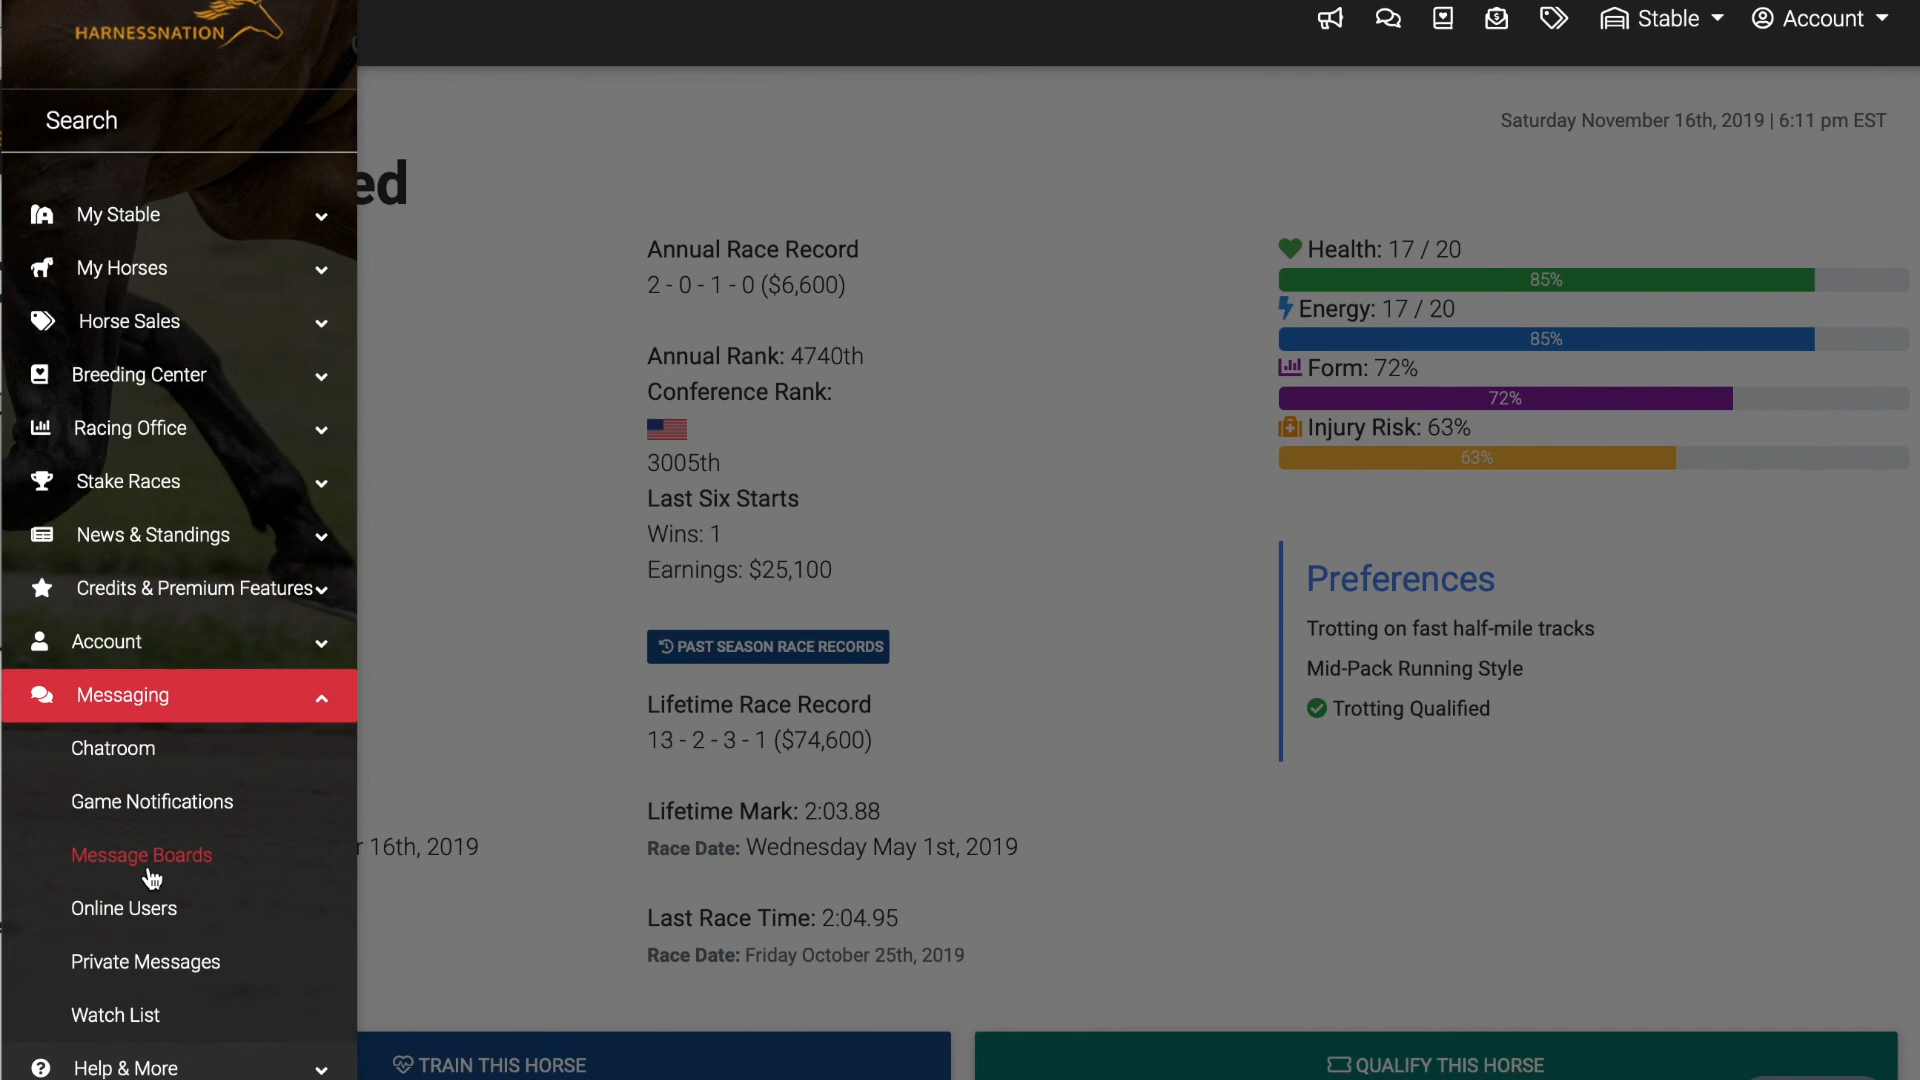 HARNESSNATION
Stable
Account
Search
Saturday November 16th, 2019 | 6:11 pm EST
ed
My Stable
My Horses
Horse Sales
Breeding Center
Racing Office
Stake Races
News & Standings
Credits & Premium Features
Account
Messaging
Chatroom
Game Notifications
Message Boards
Online Users
Private Messages
Watch List
Help & More
r 16th, 2019
Annual Race Record
2 - 0 - 1 - 0 ($6,600)
Annual Rank: 4740th
Conference Rank:
3005th
Last Six Starts
Wins: 1
Earnings: $25,100
PAST SEASON RACE RECORDS
Lifetime Race Record
13 - 2 - 3 - 1 ($74,600)
Lifetime Mark: 2:03.88
Race Date: Wednesday May 1st, 2019
Last Race Time: 2:04.95
Race Date: Friday October 25th, 2019
Health: 17 / 20
85%
Energy: 17 / 20
85%
Form: 72%
72%
Injury Risk: 63%
63%
Preferences
Trotting on fast half-mile tracks
Mid-Pack Running Style
Trotting Qualified
TRAIN THIS HORSE
QUALIFY THIS HORSE